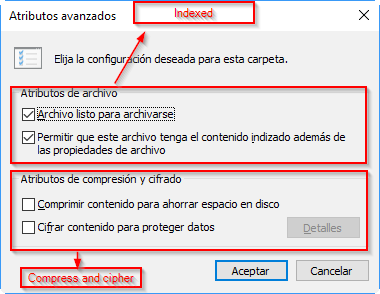 Atributos avanzados
Indexed
Elija la configuración deseada para esta carpeta.
Atributos de archivo
Archivo listo para archivarse
Permitir que este archivo tenga el contenido indizado además de
las propiedades de archivo
Atributos de compresión y cifrado
Comprimir contenido para ahorrar espacio en disco
Cifrar contenido para proteger datos
Detalles
Compress and cipher
Aceptar
Cancelar